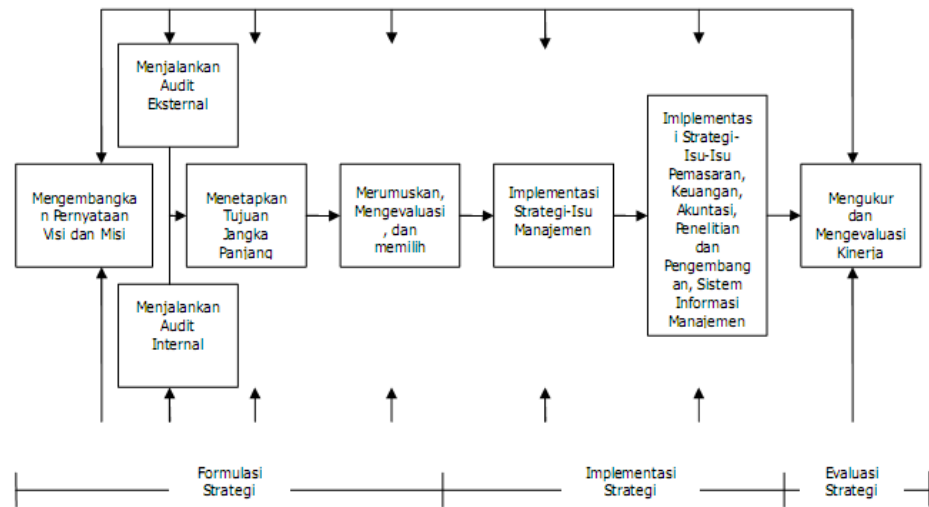 Menjalankan
Audit
Eksternal
Mengembangka
n Pernyataan
Visi dan Misi
Menetapkan
Tujuan
Jangka
Panjang
Merumuskan,
Mengevaluasi
, dan
memilih
Implementasi
Strategi-Isu
Manajemen
Imiplementas
i Strategi-
Isu-Isu
Pemasaran,
Keuangan,
Akuntasi,
Penelitian
dan
Pengembang
an, Sistem
Informasi
Manajemen
Mengukur
dan
Mengevaluasi
Kinerja
Menjalankan
Audit
Internal
Formulasi
Strategi
Implementasi
Strategi
Evaluasi
Strategi